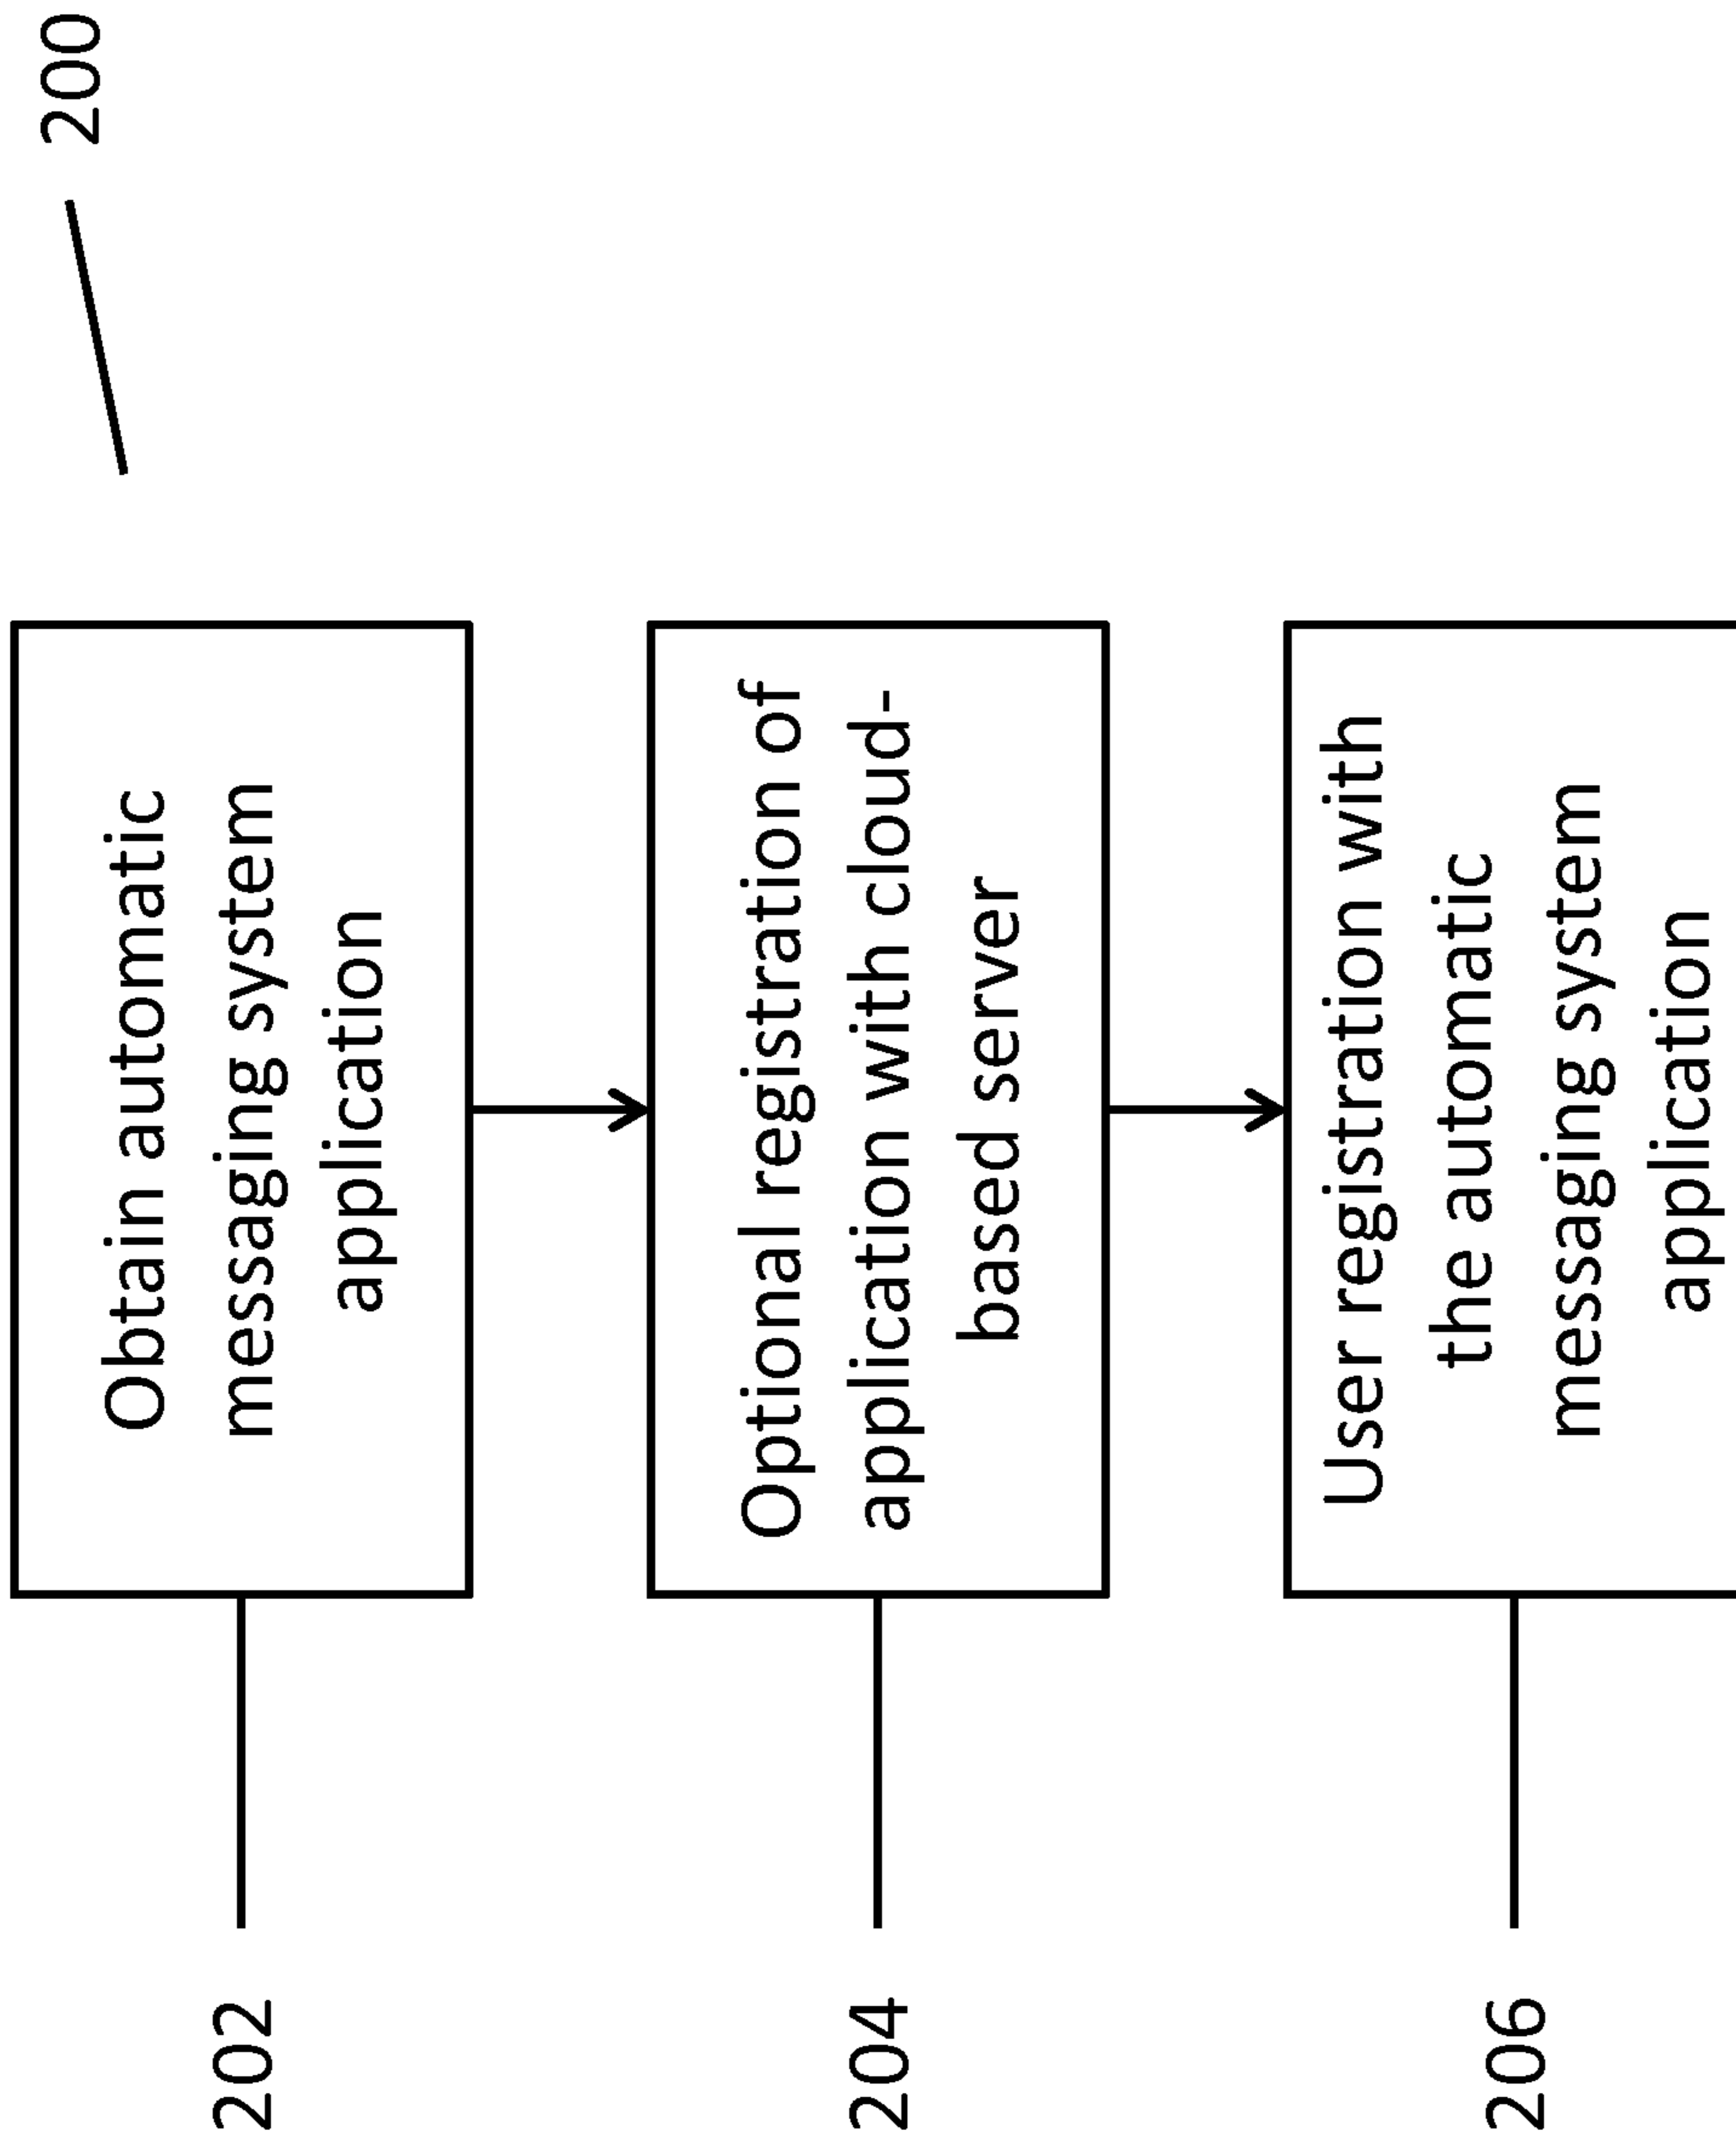 200
202
Obtain automatic
messaging system
application
204
Optional registration of
application with cloud-
based server
206
User registration with
the automatic
messaging system
application